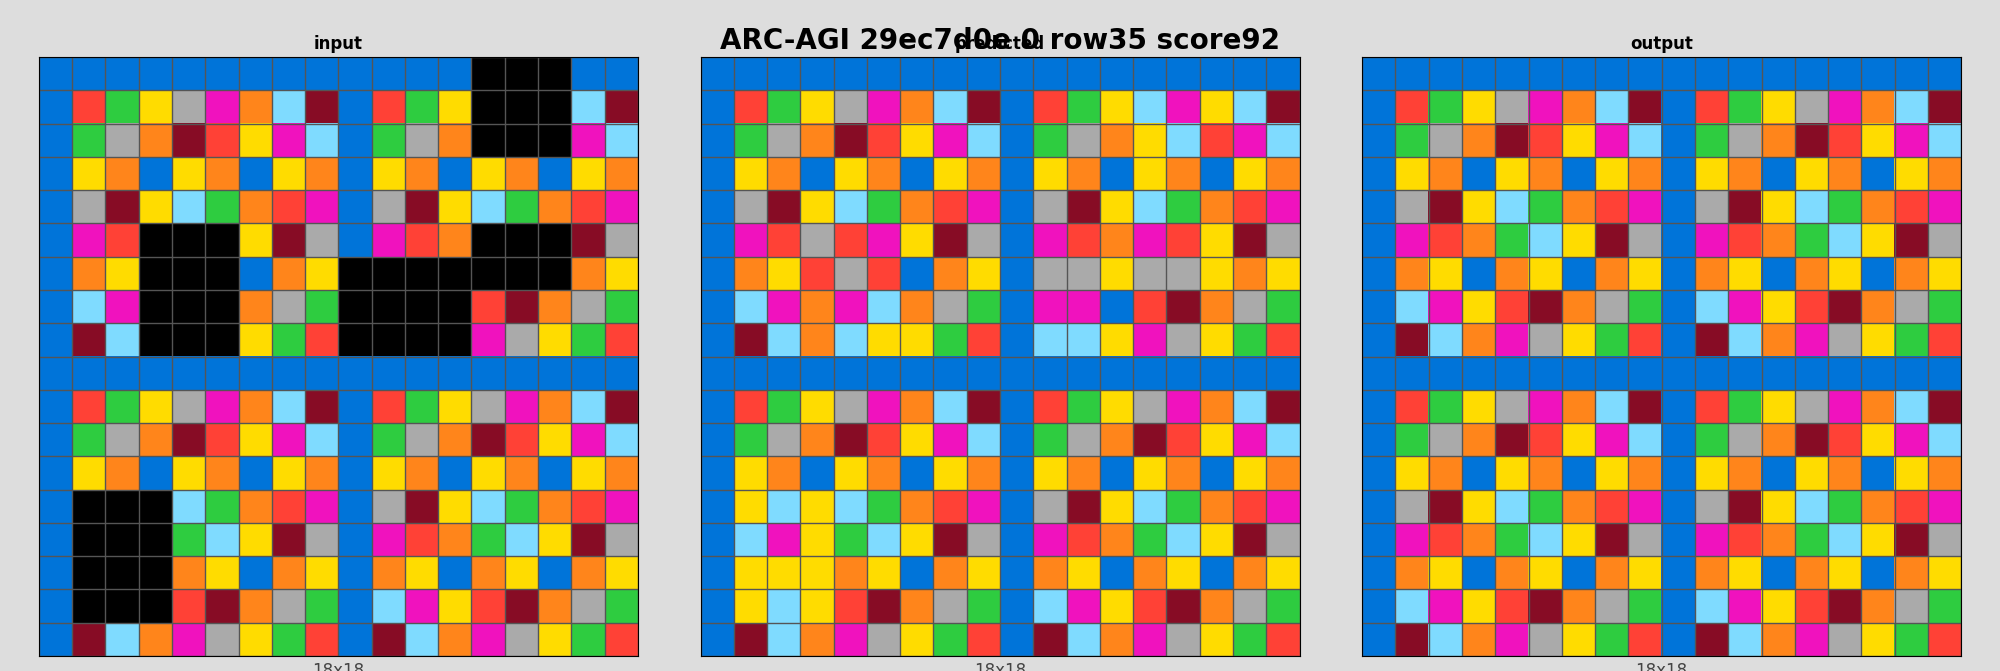 ARC-AGI 29ec7d0e 0 row35 score92
input
predicted
output
18x18
18x18
18x18